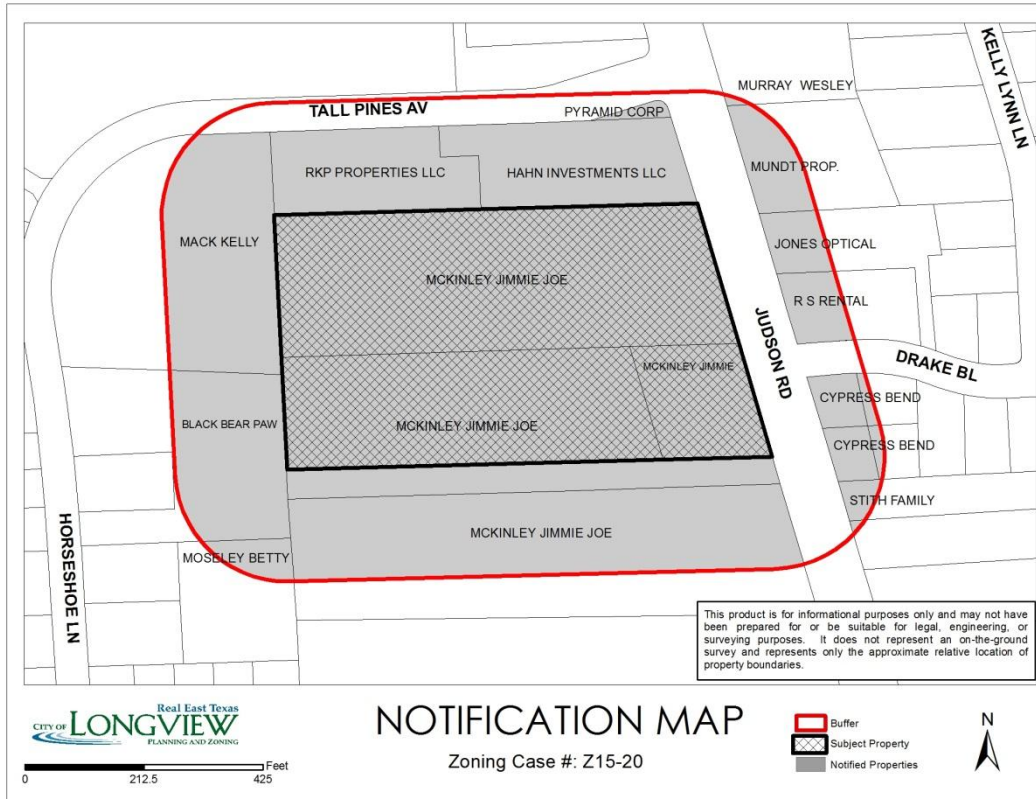 KELLY LYNN LN
MURRAY WESLEY
TALL PINES AV
PYRAMID CORP
RKP PROPERTIES LLC
HAHN INVESTMENTS LLC
MUNDT PROP.
MACK KELLY
JONES OPTICAL
MCKINLEY JIMMIE JOE
R S RENTAL
JUDSON RD
DRAKE BL
MCKINLEY JIMMIE
CYPRESS BEND
BLACK BEAR PAW
MCKINLEY JIMMIE JOE
CYPRESS BEND
STITH FAMILY
HORSESHOE LN
MCKINLEY JIMMIE JOE
MOSELEY BETTY
This product is for informational purposes only and may not have
been prepared for or be suitable for legal, engineering, or
surveying purposes. It does not represent an on-the-ground
survey and represents only the approximate relative location of
property boundaries.
Real East Texas
CITY OF LONGVIEW
PLANNING AND ZONING
Feet
0 212.5 425
NOTIFICATION MAP
Zoning Case #: Z15-20
Buffer
Subject Property
Notified Properties
N